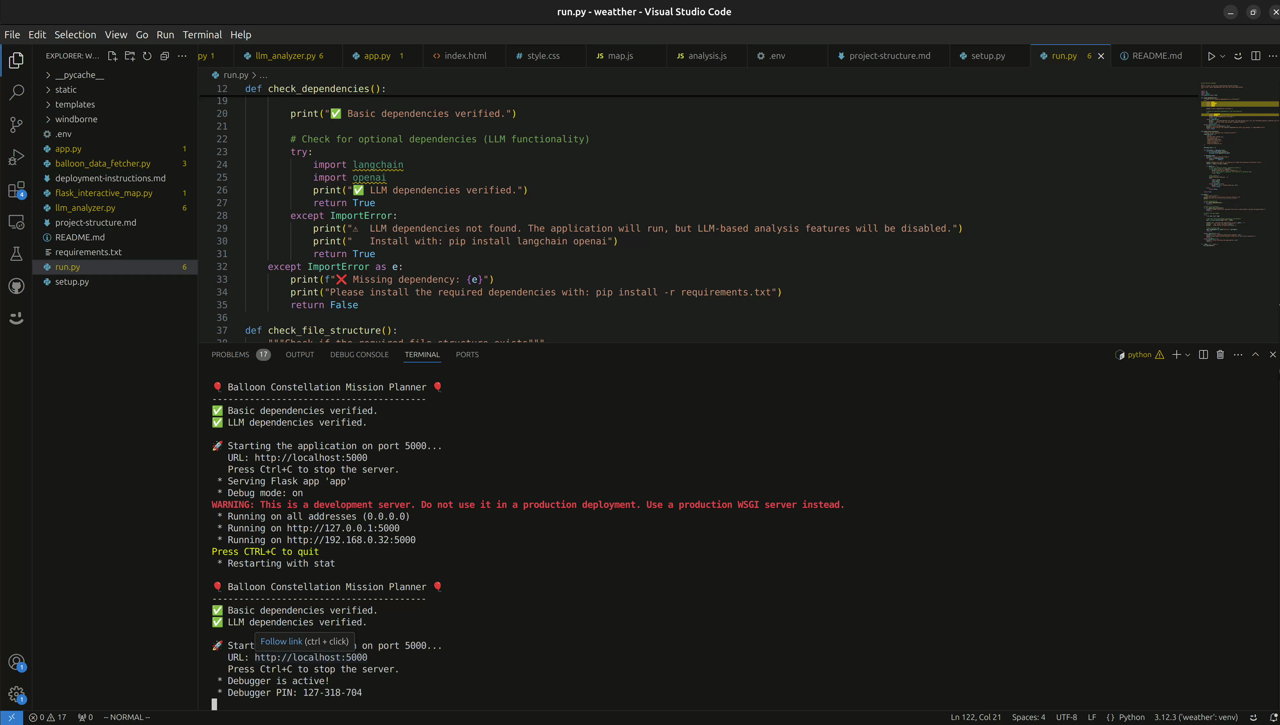 run.py - weatther - Visual Studio Code
File Edit Selection View Go Run Terminal Help
EXPLORER: W...
py 1
llm_analyzer.py 6
app.py 1
index.html
style.css
map.js
analysis.js
.env
project-structure.md
setup.py
run.py 6
README.md
__pycache__
static
templates
windborne
.env
app.py 1
balloon_data_fetcher.py 3
deployment-instructions.md
flask_interactive_map.py 1
llm_analyzer.py 6
project-structure.md
README.md
requirements.txt
run.py 6
setup.py
4
1
1
run.py > ...
12 def check_dependencies():
19
20 print("✅ Basic dependencies verified.")
21
22 # Check for optional dependencies (LLM functionality)
23 try:
24 import langchain
25 import openai
26 print("✅ LLM dependencies verified.")
27 return True
28 except ImportError:
29 print("⚠ LLM dependencies not found. The application will run, but LLM-based analysis features will be disabled.")
30 print("   Install with: pip install langchain openai")
31 return True
32 except ImportError as e:
33 print(f"❌ Missing dependency: {e}")
34 print("Please install the required dependencies with: pip install -r requirements.txt")
35 return False
36
37 def check_file_structure():
38 """Check if the required file structure exists"""
PROBLEMS 17 OUTPUT DEBUG CONSOLE TERMINAL PORTS
python
🎈 Balloon Constellation Mission Planner 🎈
----------------------------------------
✅ Basic dependencies verified.
✅ LLM dependencies verified.
🚀 Starting the application on port 5000...
URL: http://localhost:5000
Press Ctrl+C to stop the server.
* Serving Flask app 'app'
* Debug mode: on
WARNING: This is a development server. Do not use it in a production deployment. Use a production WSGI server instead.
* Running on all addresses (0.0.0.0)
* Running on http://127.0.0.1:5000
* Running on http://192.168.0.32:5000
Press CTRL+C to quit
* Restarting with stat
🎈 Balloon Constellation Mission Planner 🎈
----------------------------------------
✅ Basic dependencies verified.
✅ LLM dependencies verified.
Follow link (ctrl + click)
🚀 Start on port 5000...
URL: http://localhost:5000
Press Ctrl+C to stop the server.
* Debugger is active!
* Debugger PIN: 127-318-704
0 17 0 -- NORMAL -- Ln 122, Col 21 Spaces: 4 UTF-8 LF {} Python 3.12.3 ('weather': venv)